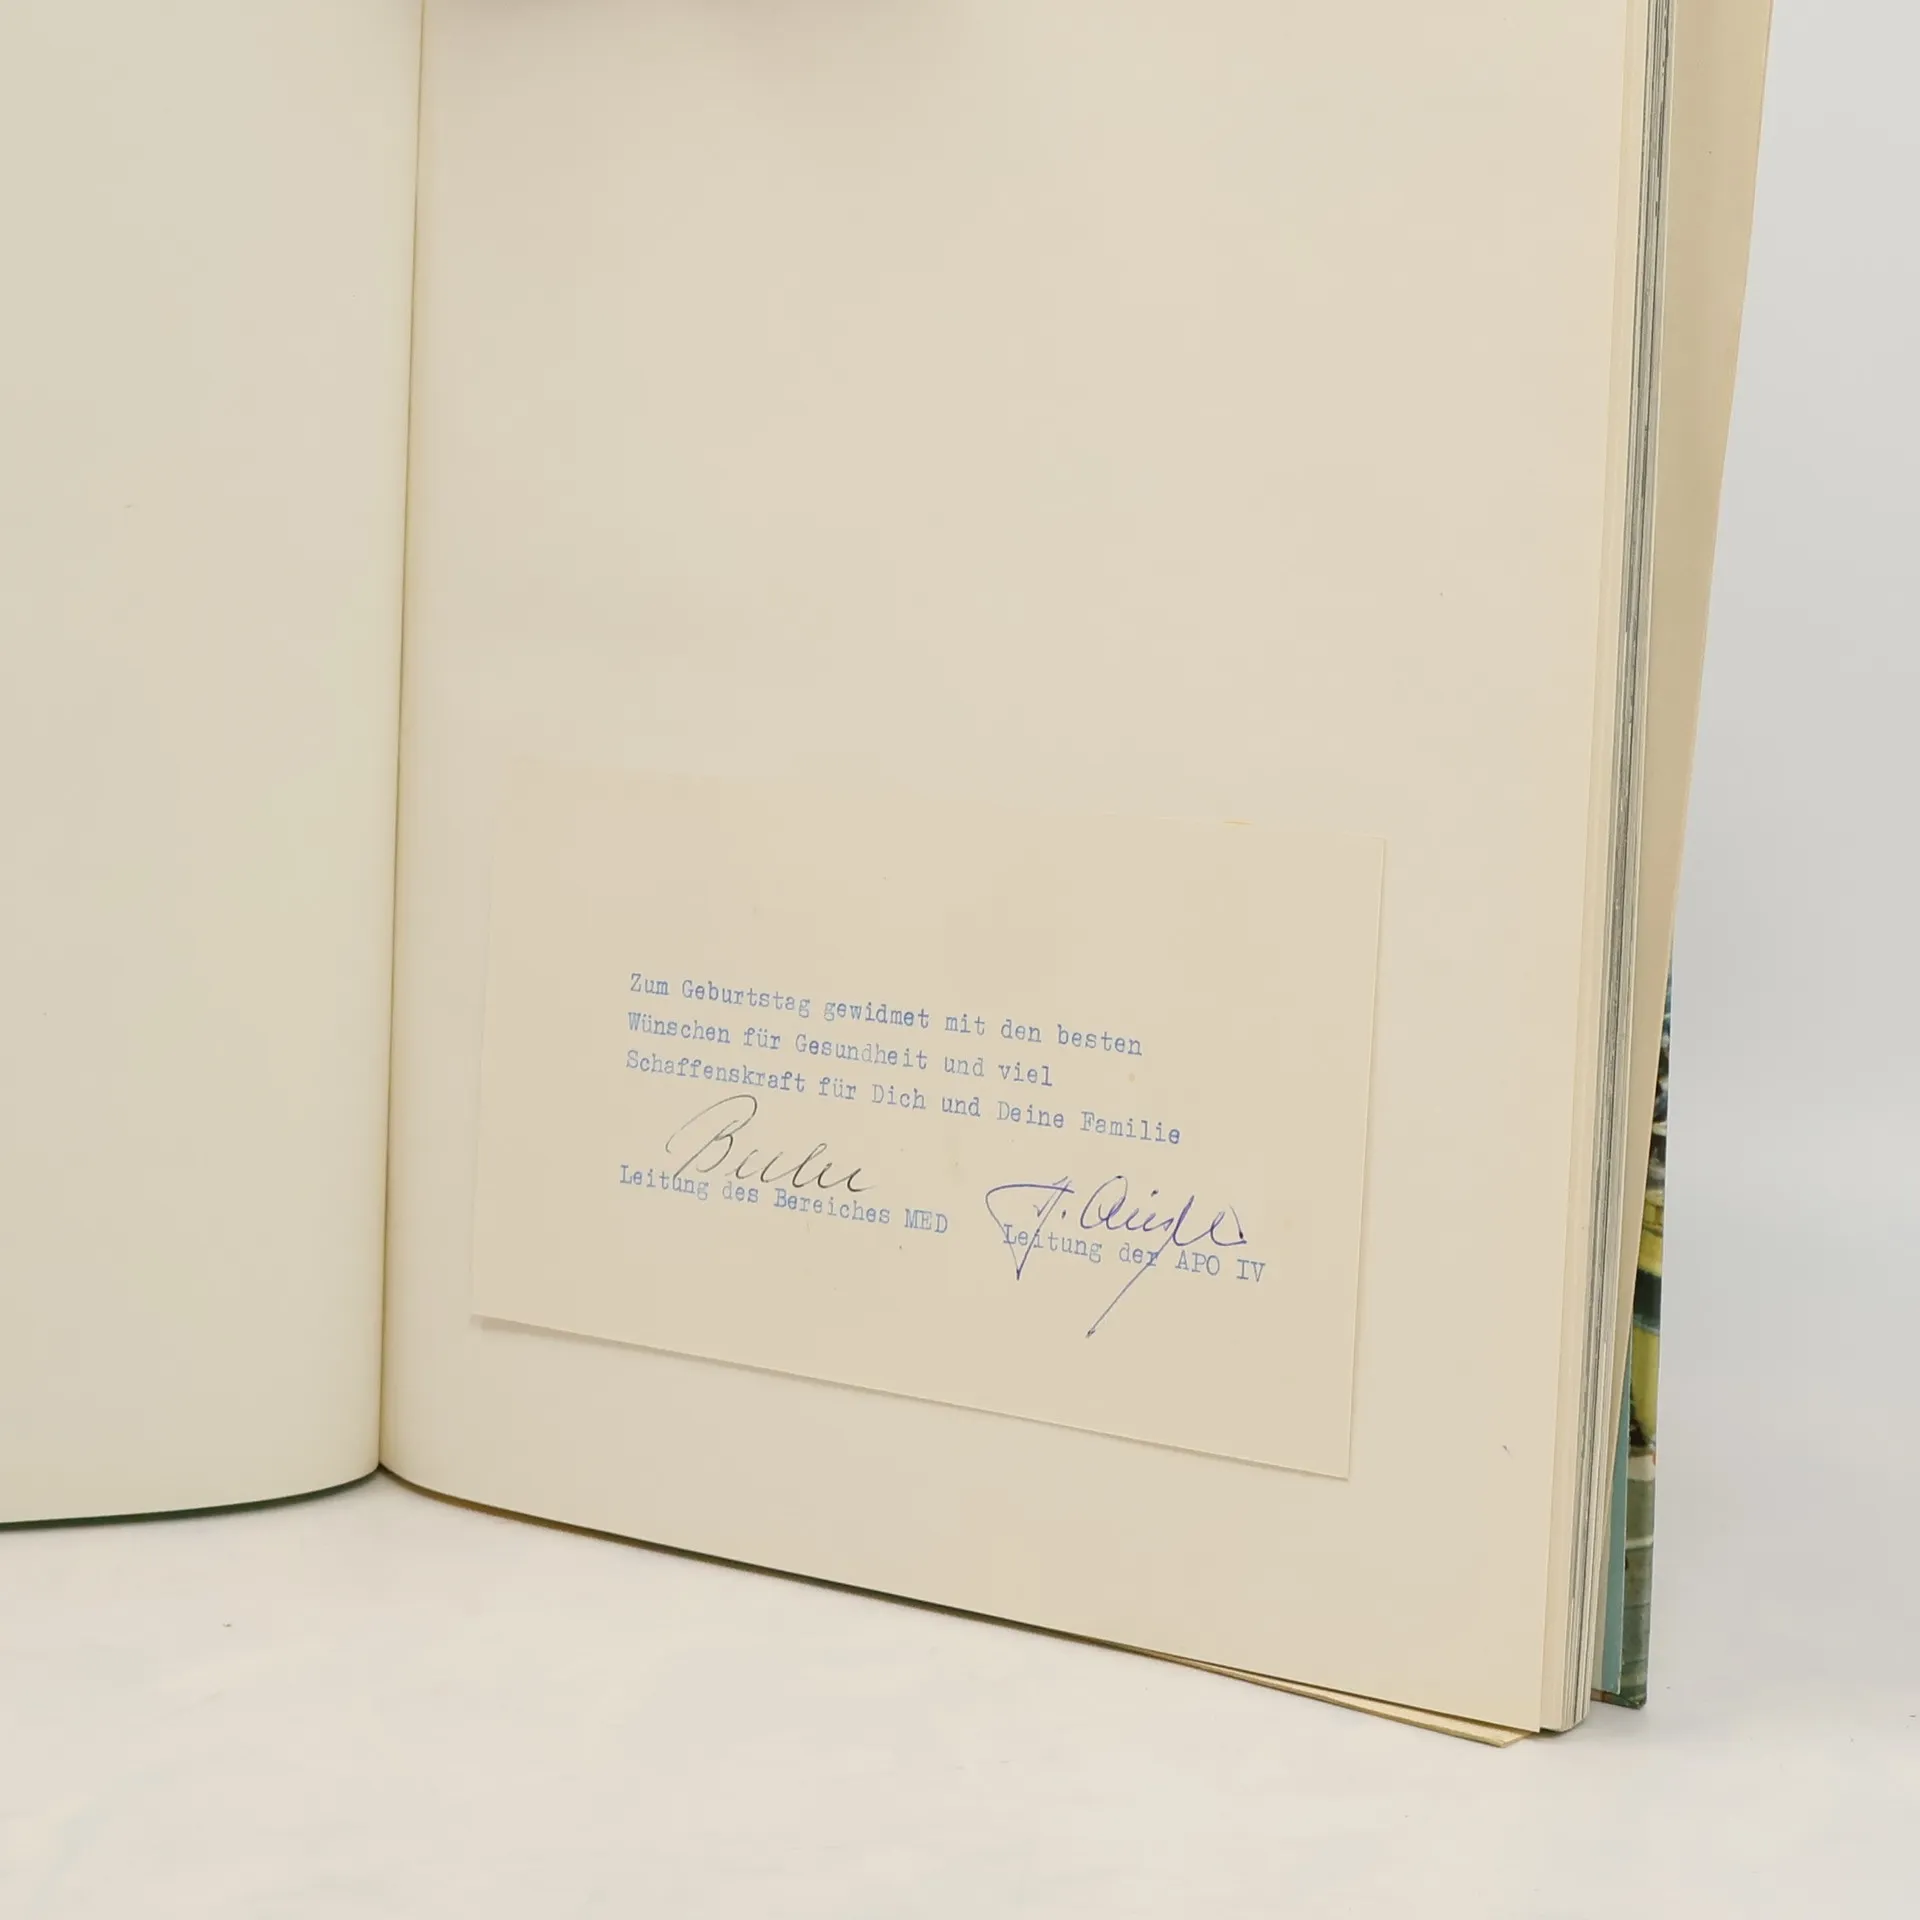 Zum Geburtstag gewidmet mit den besten
Wünschen für Gesundheit und viel
Schaffenskraft für Dich und Deine Familie
Leitung des Bereiches MED
Leitung der APO IV